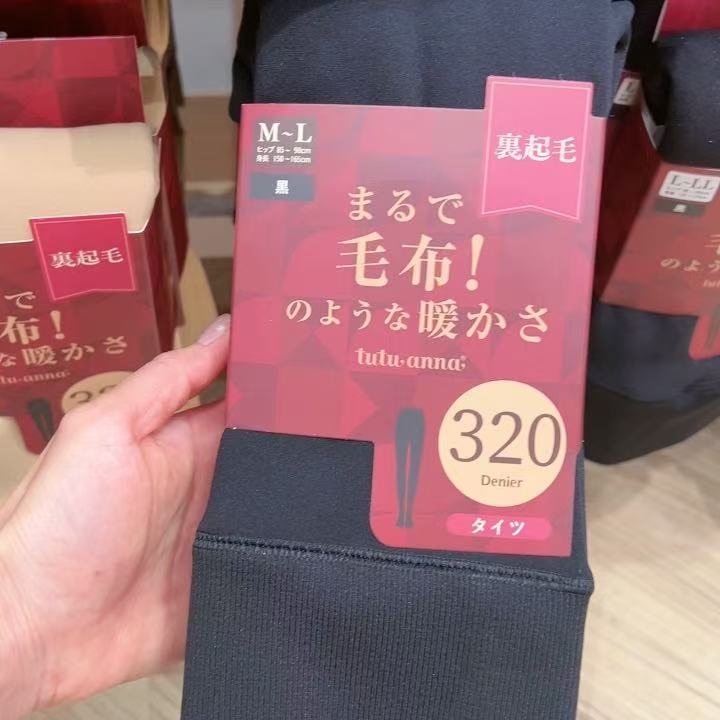 M~L
ヒップ 85~98cm
身長 150~165cm
黒
裏起毛
まるで
毛布!
のような暖かさ
tutu anna
320
Denier
タイツ
裏起毛
で
布!
な暖かさ
tutu anna
L~LL
黒
のよう